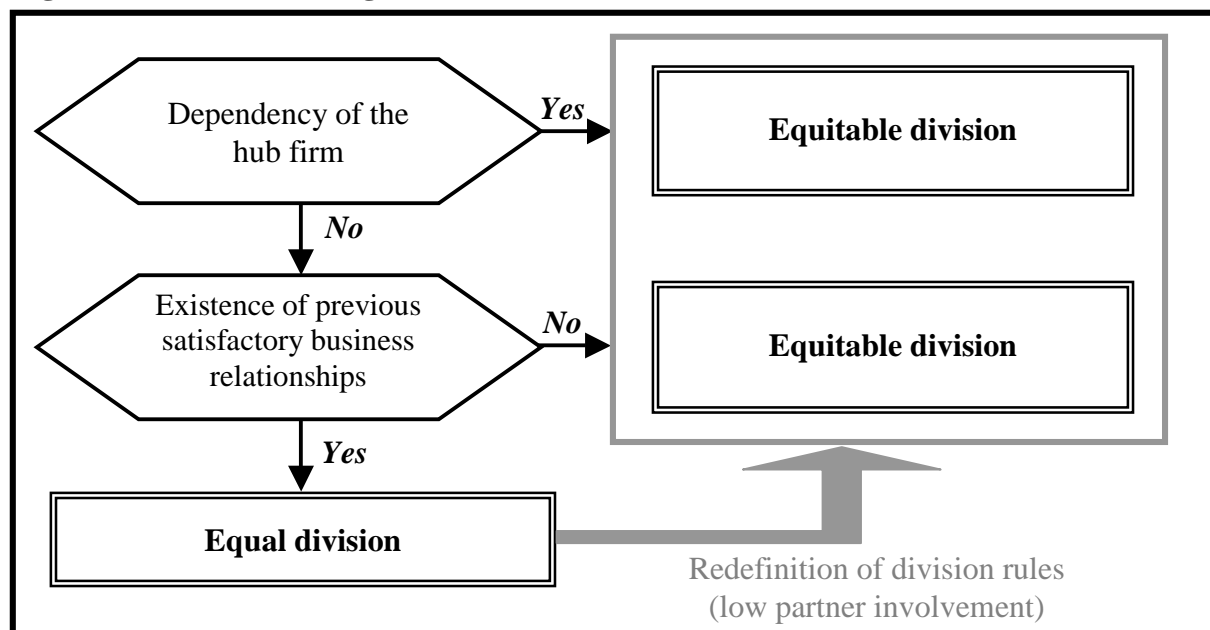 Dependency of the
hub firm
Yes
Equitable division
No
Existence of previous
satisfactory business
relationships
No
Equitable division
Yes
Equal division
Redefinition of division rules
(low partner involvement)